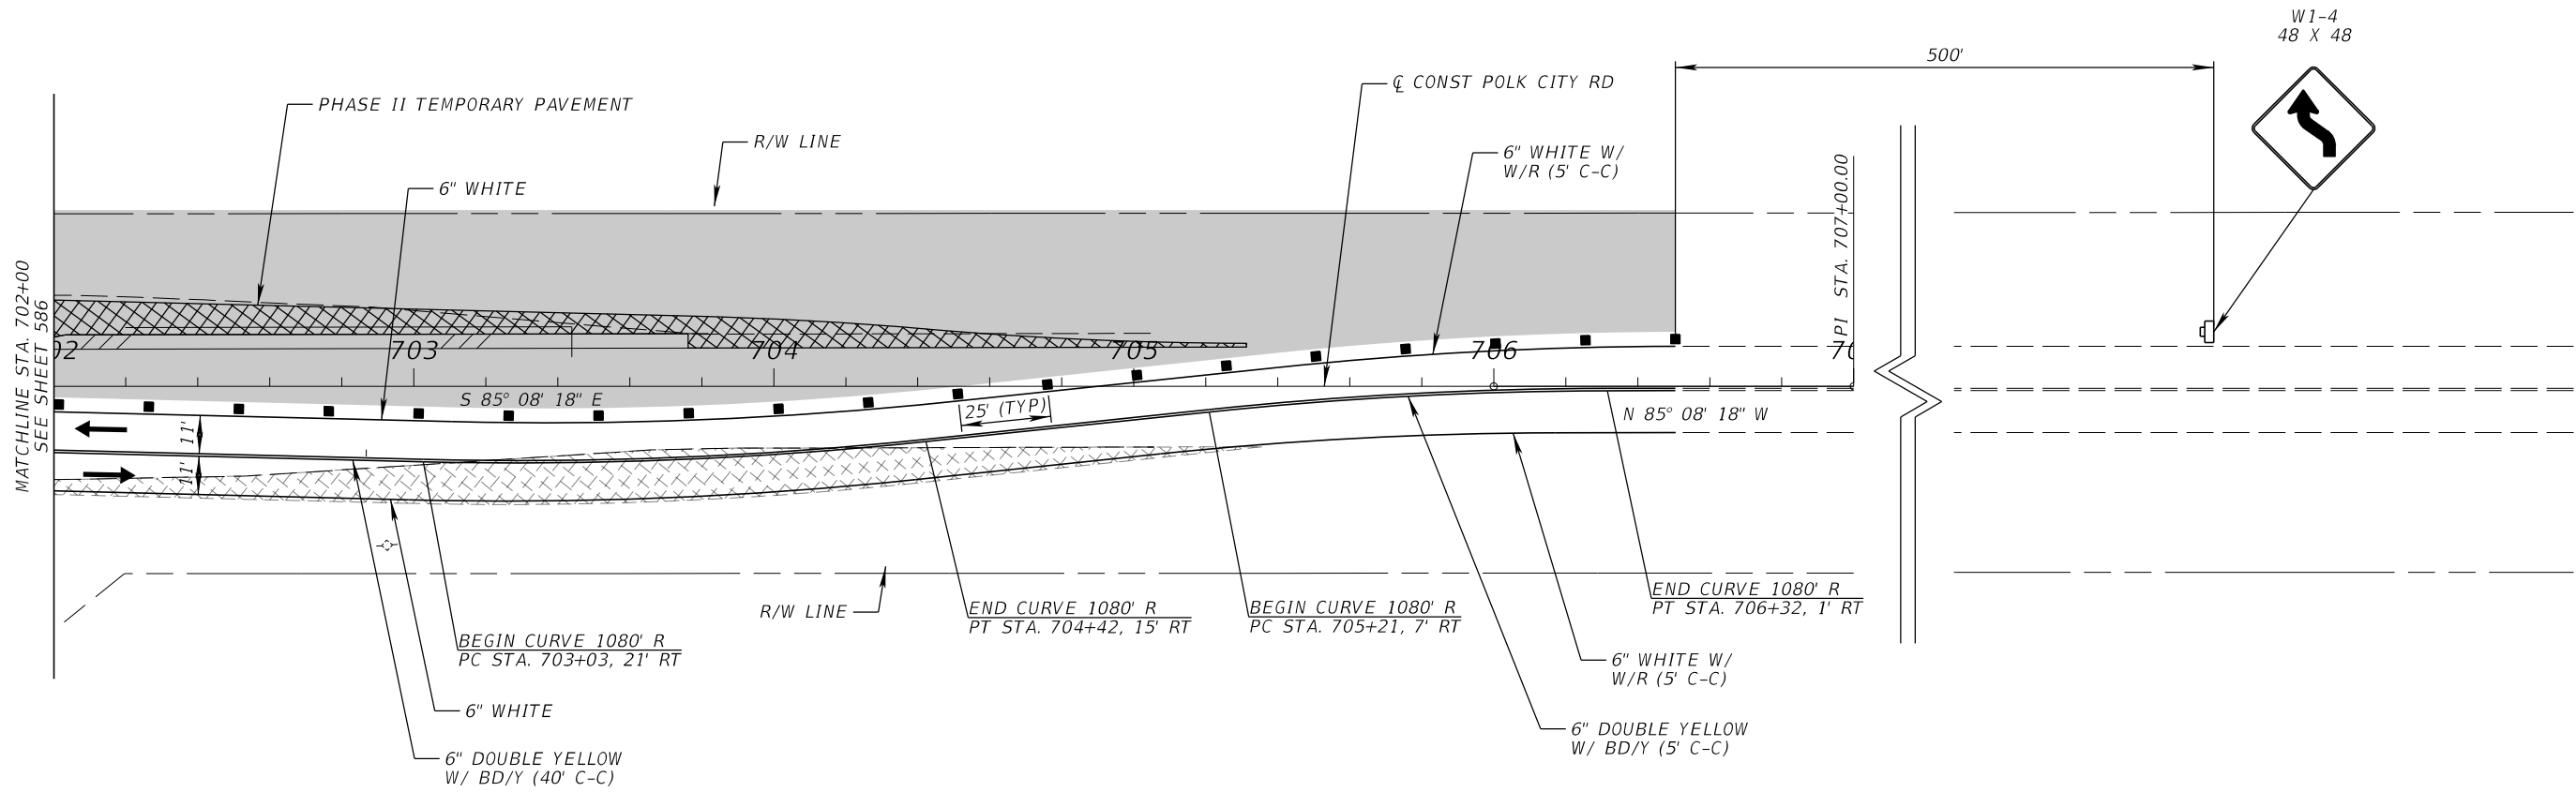 W1-4
48 X 48
500'
℄ CONST POLK CITY RD
PHASE II TEMPORARY PAVEMENT
R/W LINE
6" WHITE W/
W/R (5' C-C)
6" WHITE
PI STA. 707+00.00
MATCHLINE STA. 702+00
SEE SHEET 586
02
703
704
705
706
70
S 85° 08' 18" E
25' (TYP)
N 85° 08' 18" W
11'
11'
END CURVE 1080' R
PT STA. 706+32, 1' RT
BEGIN CURVE 1080' R
PC STA. 705+21, 7' RT
END CURVE 1080' R
PT STA. 704+42, 15' RT
R/W LINE
BEGIN CURVE 1080' R
PC STA. 703+03, 21' RT
6" WHITE W/
W/R (5' C-C)
6" WHITE
6" DOUBLE YELLOW
W/ BD/Y (5' C-C)
6" DOUBLE YELLOW
W/ BD/Y (40' C-C)